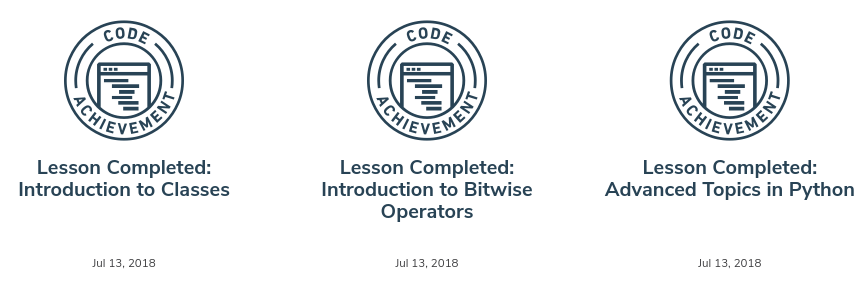 CODE
ACHIEVEMENT
Lesson Completed:
Introduction to Classes
Jul 13, 2018
CODE
ACHIEVEMENT
Lesson Completed:
Introduction to Bitwise
Operators
Jul 13, 2018
CODE
ACHIEVEMENT
Lesson Completed:
Advanced Topics in Python
Jul 13, 2018